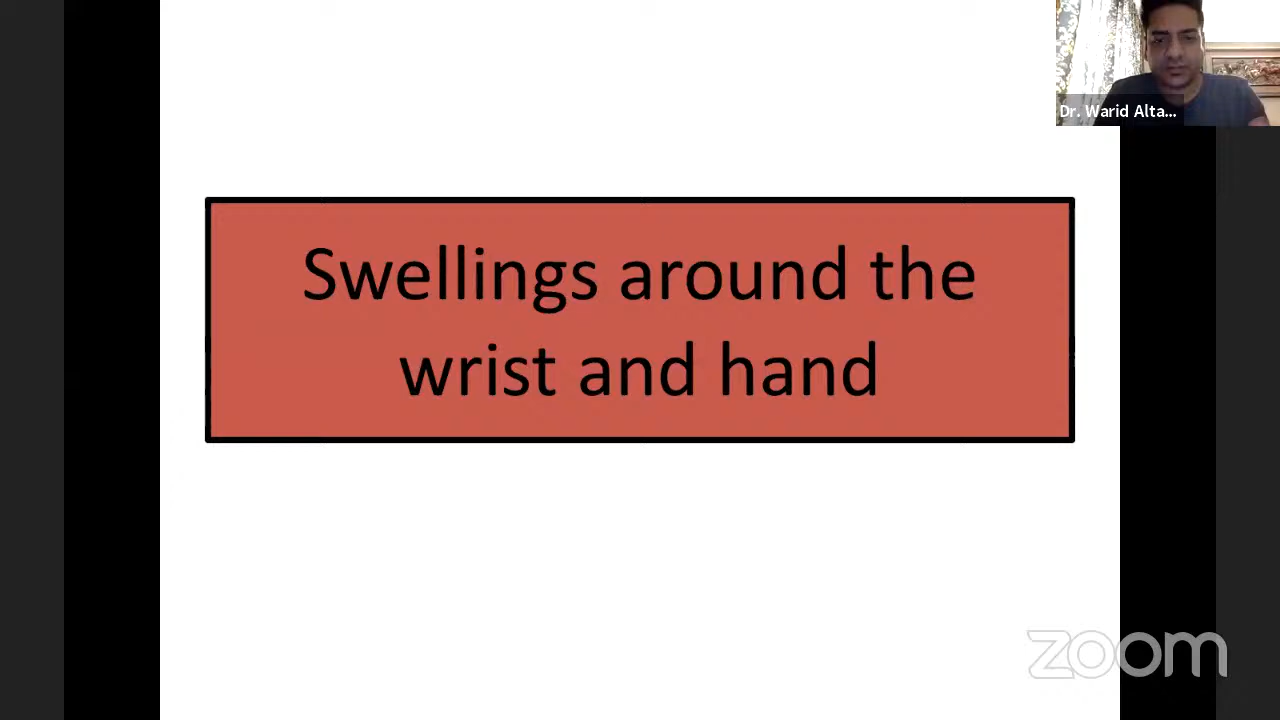 Dr. Warid Alta...
Swellings around the
wrist and hand
zoom